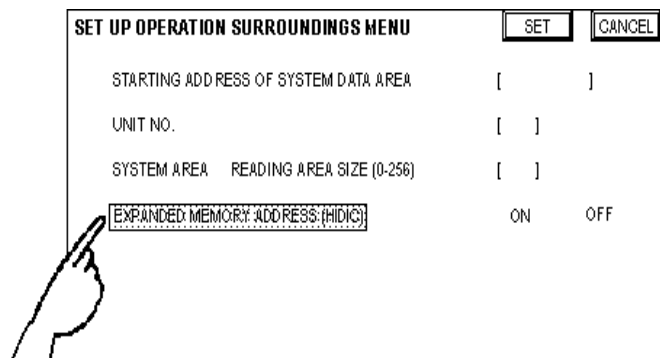 SET UP OPERATION SURROUNDINGS MENU SET CANCEL
STARTING ADDRESS OF SYSTEM DATA AREA [ ]
UNIT NO. [ ]
SYSTEM AREA READING AREA SIZE (0-256) [ ]
EXPANDED MEMORY ADDRESS (HIDIC) ON OFF